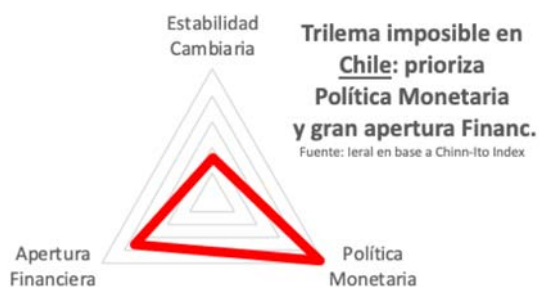 Estabilidad
Cambiaria
Trilema imposible en
Chile: prioriza
Política Monetaria
y gran apertura Financ.
Fuente: Ieral en base a Chinn-Ito Index
Apertura
Financiera
Política
Monetaria